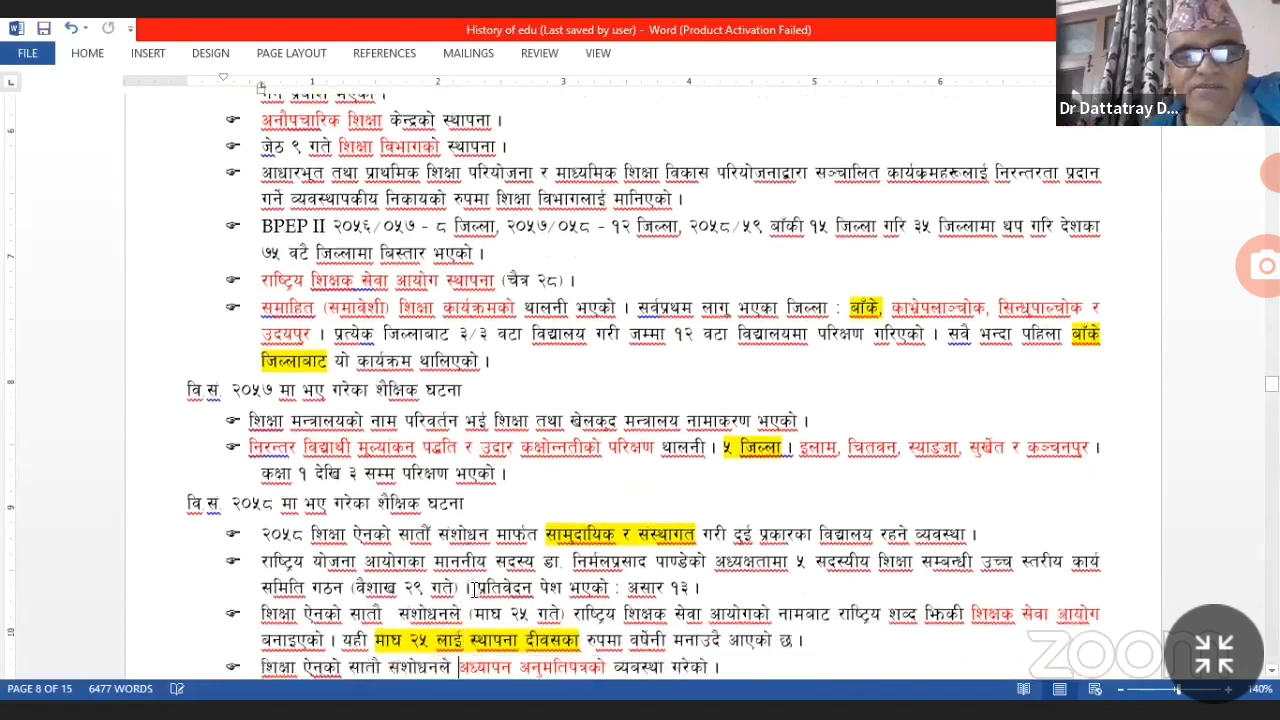 History of edu (Last saved by user) - Word (Product Activation Failed)
FILE HOME INSERT DESIGN PAGE LAYOUT REFERENCES MAILINGS REVIEW VIEW
1 2 3 4 5 6
Dr Dattatray D...
अनौपचारिक शिक्षा केन्द्रको स्थापना ।
जेठ ९ गते शिक्षा विभागको स्थापना ।
आधारभूत तथा प्राथमिक शिक्षा परियोजना र माध्यमिक शिक्षा विकास परियोजनाद्वारा सञ्चालित कार्यक्रमहरूलाई निरन्तरता प्रदान
गर्ने व्यवस्थापकीय निकायको रुपमा शिक्षा विभागलाई मानिएको ।
BPEP II २०५६/०५७ - ८ जिल्ला, २०५७/०५८ - १२ जिल्ला, २०५८/५९ बाँकी १५ जिल्ला गरि ३५ जिल्लामा थप गरि देशका
७५ वटै जिल्लामा बिस्तार भएको ।
राष्ट्रिय शिक्षक सेवा आयोग स्थापना (चैत्र २८) ।
समाहित (समावेशी) शिक्षा कार्यक्रमको थालनी भएको । सर्वप्रथम लागु भएका जिल्ला : बाँके, काभ्रेपलाञ्चोक, सिन्धुपाल्चोक र
उदयपुर । प्रत्येक जिल्लाबाट ३/३ वटा विद्यालय गरी जम्मा १२ वटा विद्यालयमा परिक्षण गरिएको । सवै भन्दा पहिला बाँके
जिल्लाबाट यो कार्यक्रम थालिएको ।
वि.सं. २०५७ मा भए गरेका शैक्षिक घटना
शिक्षा मन्त्रालयको नाम परिवर्तन भई शिक्षा तथा खेलकुद मन्त्रालय नामाकरण भएको ।
निरन्तर विद्यार्थी मूल्यांकन पद्धति र उदार कक्षोन्नतीको परिक्षण थालनी । ५ जिल्ला । इलाम, चितवन, स्याङजा, सुर्खेत र कञ्चनपुर ।
कक्षा १ देखि ३ सम्म परिक्षण भएको ।
वि.सं. २०५८ मा भए गरेका शैक्षिक घटना
२०५८ शिक्षा ऐनको सातौँ संशोधन मार्फत सामुदायिक र संस्थागत गरी दुई प्रकारका विद्यालय रहने व्यवस्था ।
राष्ट्रिय योजना आयोगका माननीय सदस्य डा. निर्मलप्रसाद पाण्डेको अध्यक्षतामा ५ सदस्यीय शिक्षा सम्बन्धी उच्च स्तरीय कार्य
समिति गठन (वैशाख २९ गते) । प्रतिवेदन पेश भएको : असार १३ ।
शिक्षा ऐनको सातौ संशोधनले (माघ २५ गते) राष्ट्रिय शिक्षक सेवा आयोगको नामबाट राष्ट्रिय शब्द झिकी शिक्षक सेवा आयोग
बनाइएको । यही माघ २५ लाई स्थापना दीवसका रुपमा वर्षेनी मनाउदै आएको छ ।
शिक्षा ऐनको सातौ संशोधनले अध्यापन अनुमतिपत्रको व्यवस्था गरेको ।
zoom
PAGE 8 OF 15 6477 WORDS 140%